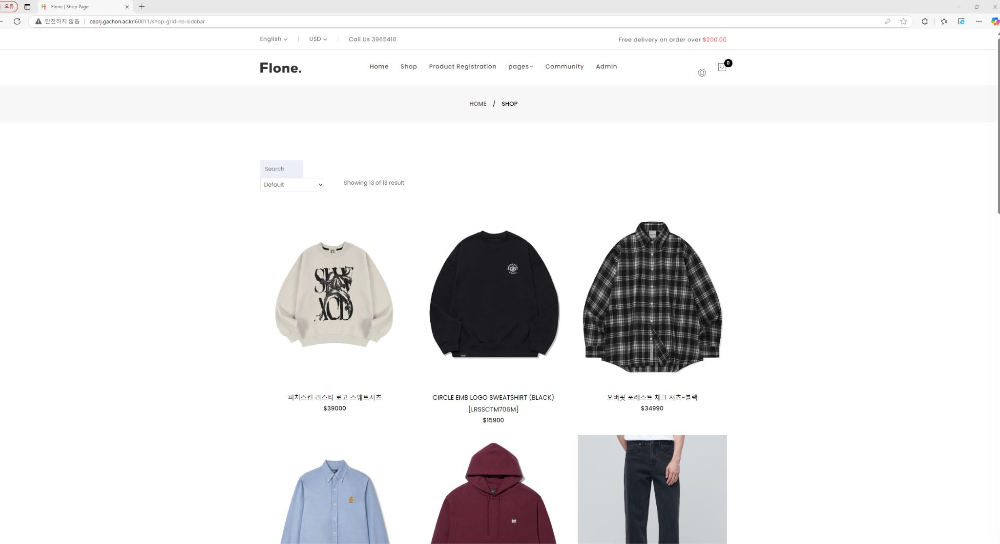 오류
Flone | Shop Page
안전하지 않음
ceprj.gachon.ac.kr:60011/shop-grid-no-sidebar
English
USD
Call Us 3965410
Free delivery on order over $200.00
Flone.
Home
Shop
Product Registration
pages
Community
Admin
0
HOME / SHOP
Search
Default
Showing 13 of 13 result
GB
피치스킨 러스티 로고 스웨트셔츠
$39000
CIRCLE EMB LOGO SWEATSHIRT (BLACK)
[LRSSCTM706M]
$15900
오버핏 포레스트 체크 셔츠-블랙
$34990